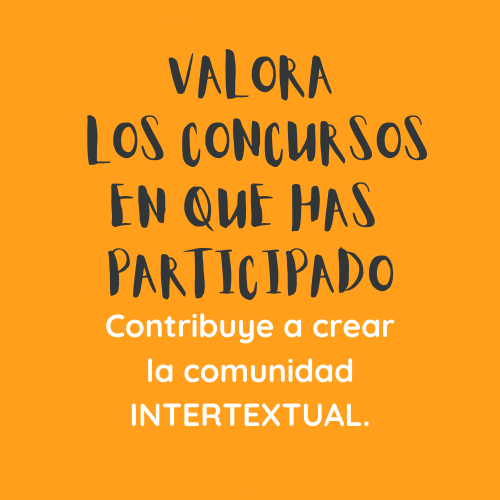 VALORA
LOS CONCURSOS
EN QUE HAS
PARTICIPADO
Contribuye a crear
la comunidad
INTERTEXTUAL.